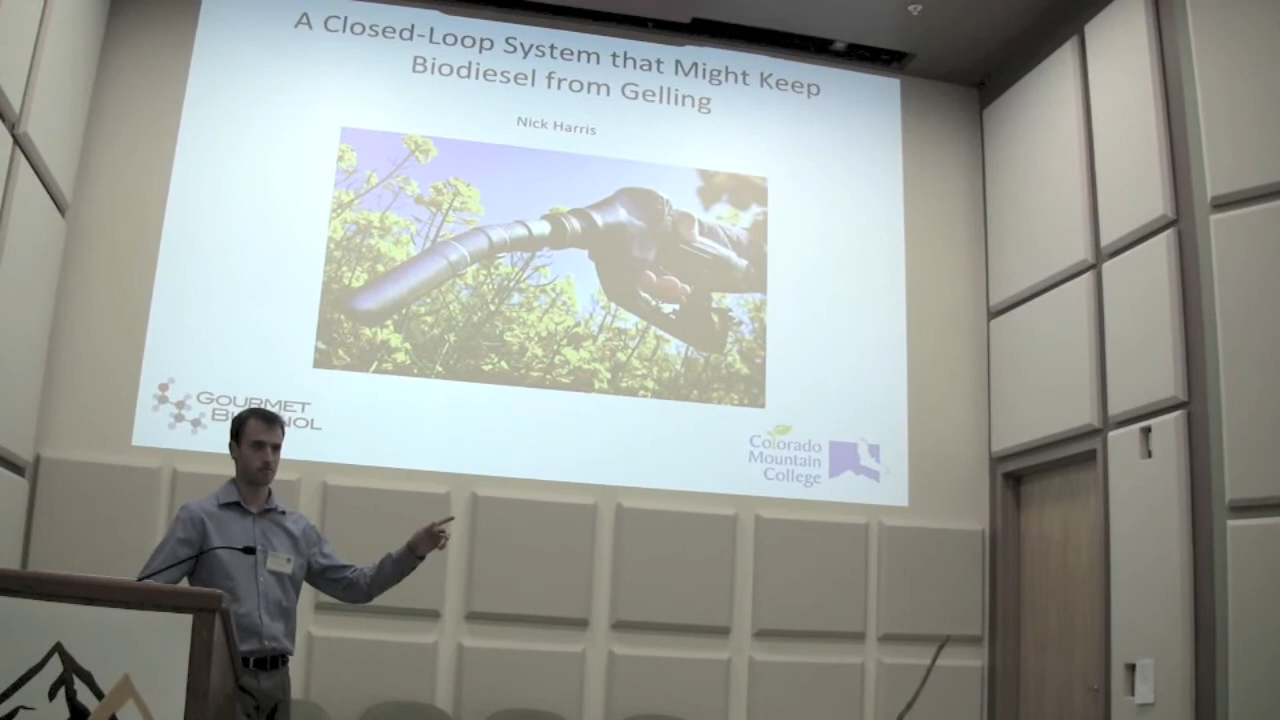 A Closed-Loop System that Might Keep
Biodiesel from Gelling
Nick Harris
GOURMET
Colorado
Mountain
College